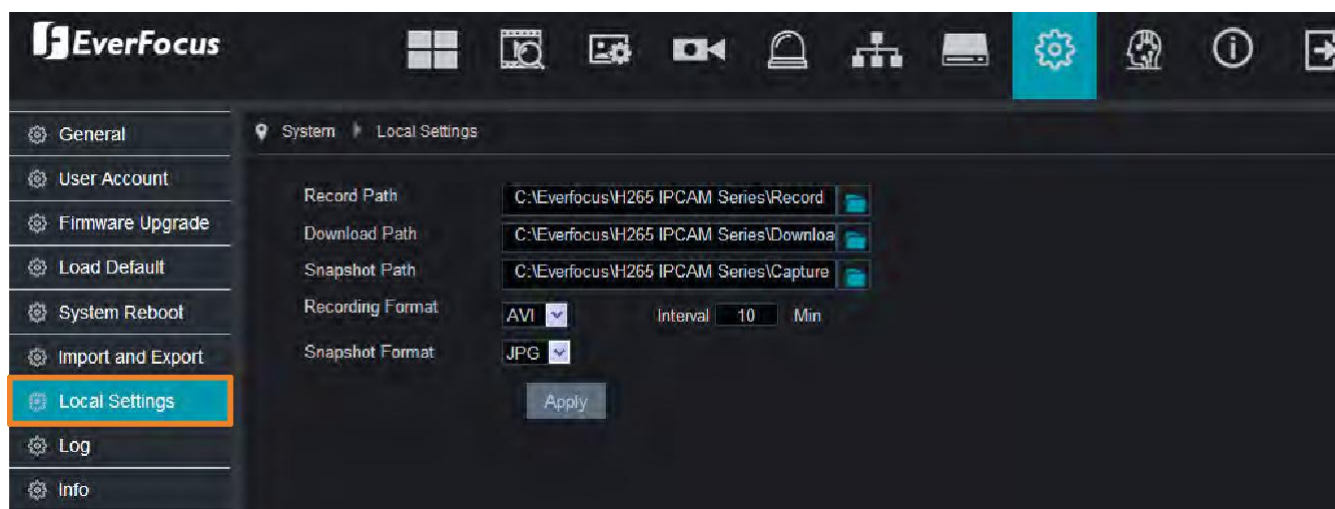 EverFocus
General
User Account
Firmware Upgrade
Load Default
System Reboot
Import and Export
Local Settings
Log
Info
System Local Settings
Record Path C:\Everfocus\H265 IPCAM Series\Record
Download Path C:\Everfocus\H265 IPCAM Series\Downloa
Snapshot Path C:\Everfocus\H265 IPCAM Series\Capture
Recording Format AVI Interval 10 Min
Snapshot Format JPG
Apply